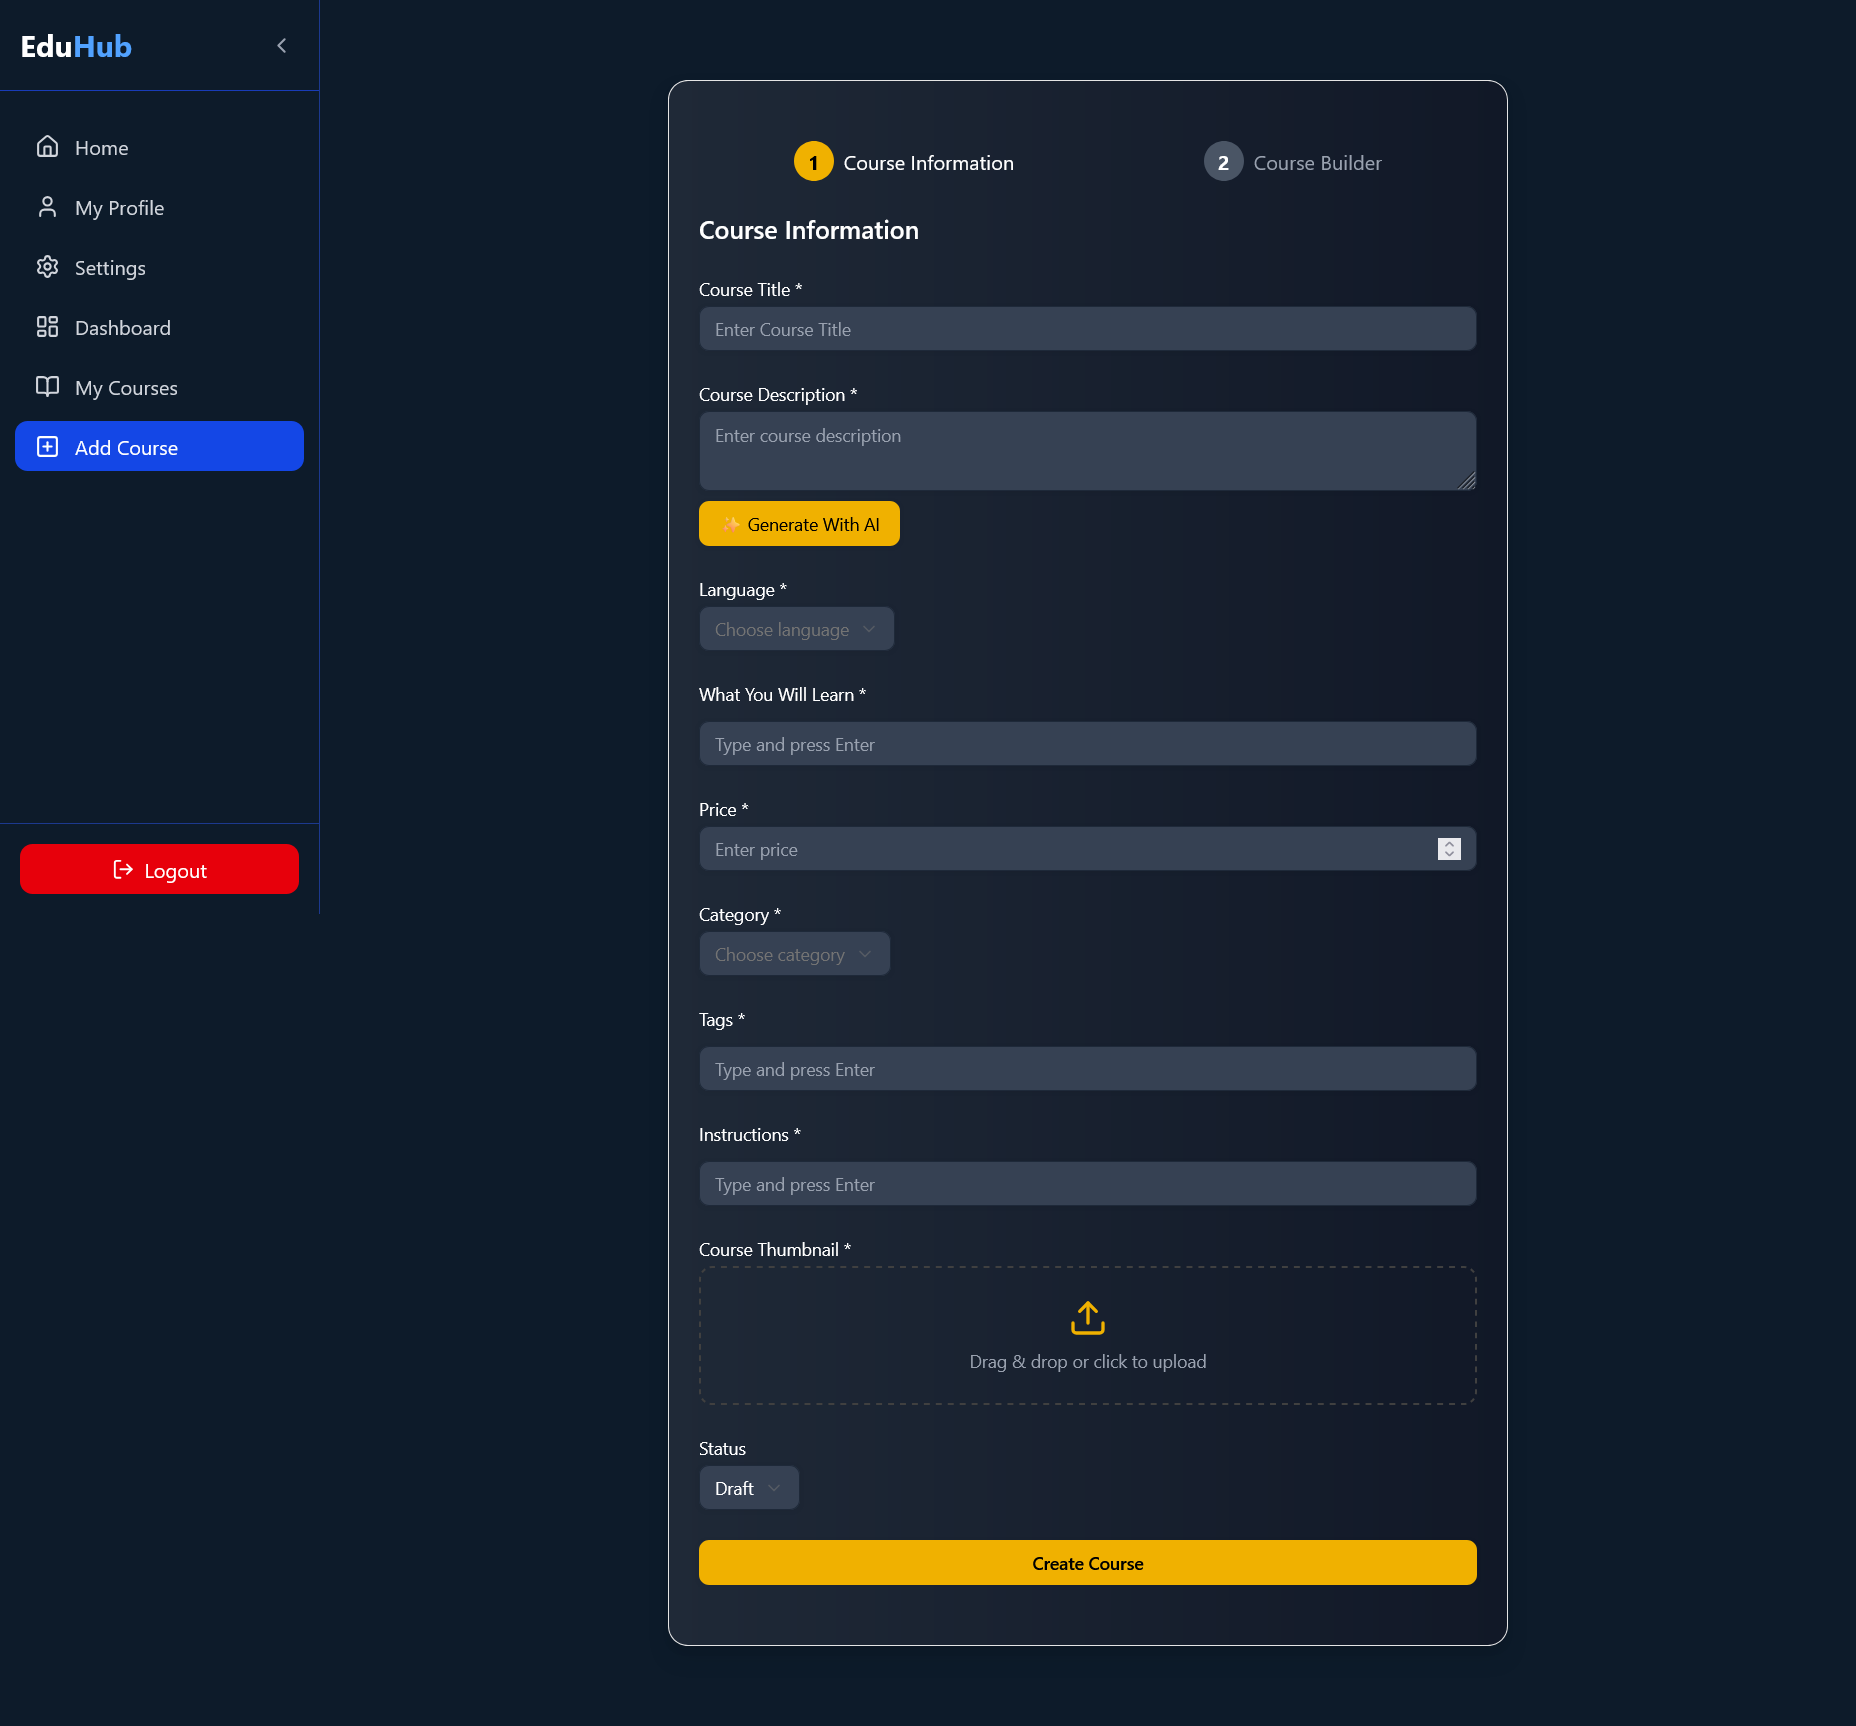 EduHub
Home
My Profile
Settings
Dashboard
My Courses
Add Course
Logout
1 Course Information
2 Course Builder
Course Information
Course Title *
Enter Course Title
Course Description *
Enter course description
✨ Generate With AI
Language *
Choose language
What You Will Learn *
Type and press Enter
Price *
Enter price
Category *
Choose category
Tags *
Type and press Enter
Instructions *
Type and press Enter
Course Thumbnail *
Drag & drop or click to upload
Status
Draft
Create Course